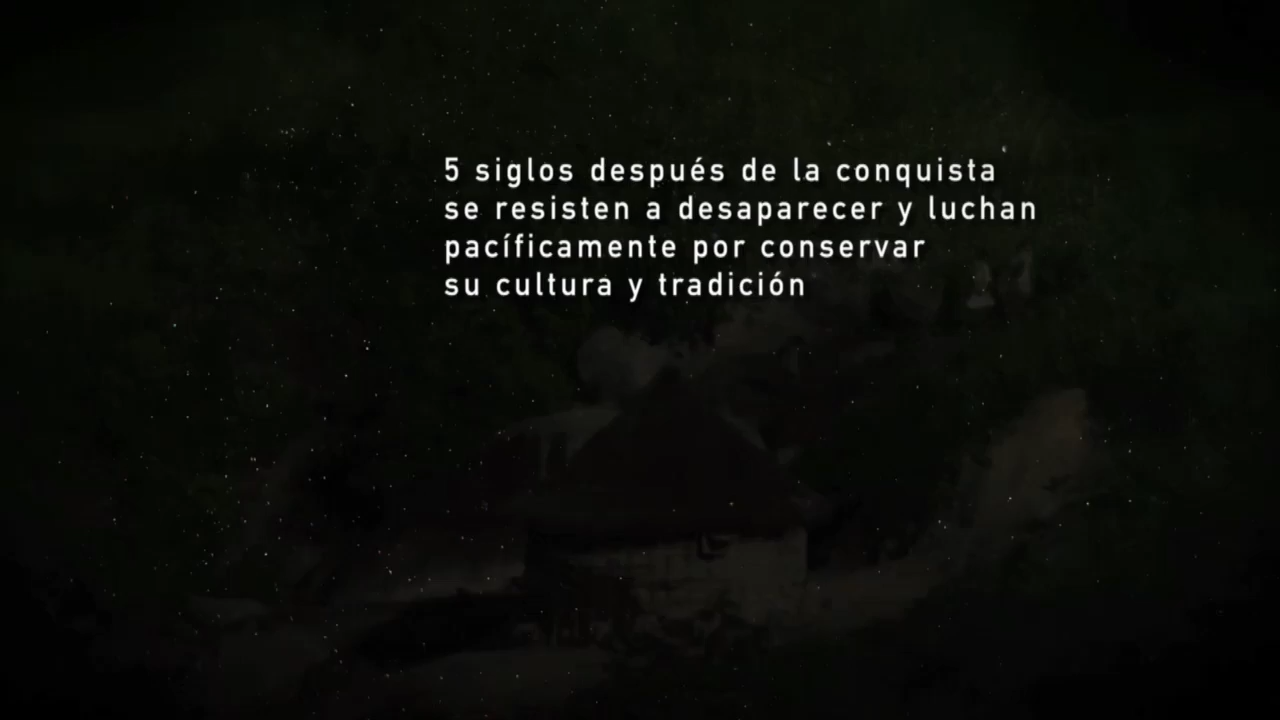 5 siglos después de la conquista
se resisten a desaparecer y luchan
pacíficamente por conservar
su cultura y tradición